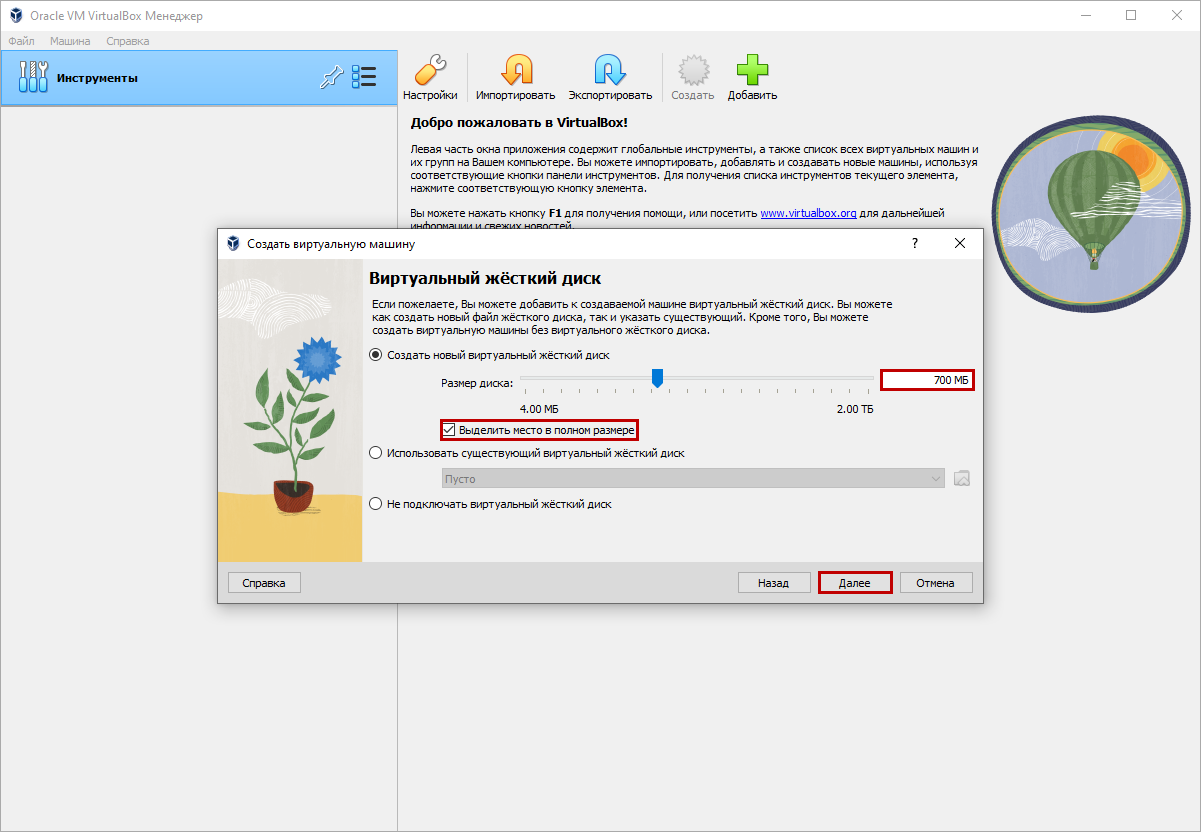 Oracle VM VirtualBox Менеджер
Файл Машина Справка
Инструменты
Настройки Импортировать Экспортировать Создать Добавить
Добро пожаловать в VirtualBox!
Левая часть окна приложения содержит глобальные инструменты, а также список всех виртуальных машин и
их групп на Вашем компьютере. Вы можете импортировать, добавлять и создавать новые машины, используя
соответствующие кнопки панели инструментов. Для получения списка инструментов текущего элемента,
нажмите соответствующую кнопку элемента.
Вы можете нажать кнопку F1 для получения помощи, или посетить www.virtualbox.org для дальнейшей
информации и свежих новостей.
Создать виртуальную машину
?
Виртуальный жёсткий диск
Если пожелаете, Вы можете добавить к создаваемой машине виртуальный жёсткий диск. Вы можете
как создать новый файл жёсткого диска, так и указать существующий. Кроме того, Вы можете
создать виртуальную машины без виртуального жёсткого диска.
Создать новый виртуальный жёсткий диск
Размер диска: 700 МБ
4.00 МБ 2.00 ТБ
Выделить место в полном размере
Использовать существующий виртуальный жёсткий диск
Пусто
Не подключать виртуальный жёсткий диск
Справка Назад Далее Отмена